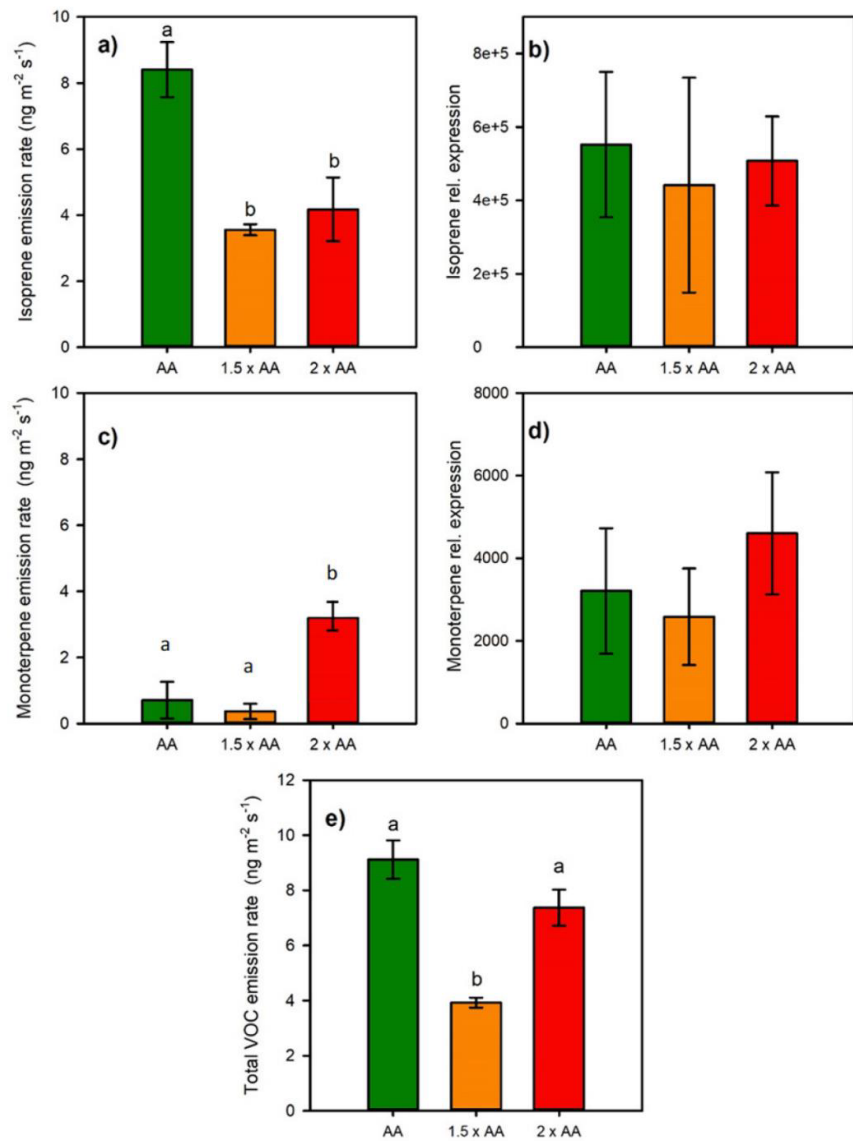 a)
Isoprene emission rate (ng m⁻² s⁻¹)
10
8
6
4
2
0
a
b
b
AA
1.5 x AA
2 x AA
b)
Isoprene rel. expression
8e+5
6e+5
4e+5
2e+5
0
AA
1.5 x AA
2 x AA
c)
Monoterpene emission rate (ng m⁻² s⁻¹)
10
8
6
4
2
0
a
a
b
AA
1.5 x AA
2 x AA
d)
Monoterpene rel. expression
8000
6000
4000
2000
0
AA
1.5 x AA
2 x AA
e)
Total VOC emission rate (ng m⁻² s⁻¹)
12
10
8
6
4
2
0
a
b
a
AA
1.5 x AA
2 x AA